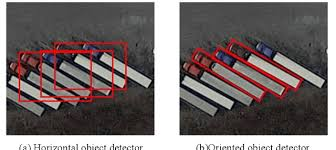 (a) Horizontal object detector
(b)Oriented object detector